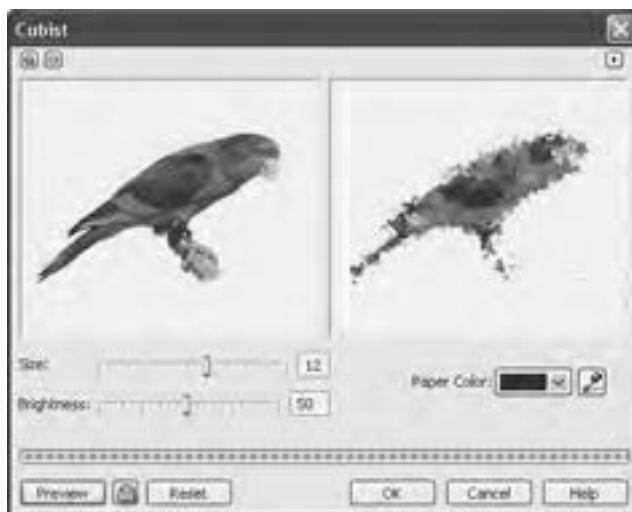 Cubist
Size: 12
Paper Color:
Brightness: 50
Preview Reset OK Cancel Help